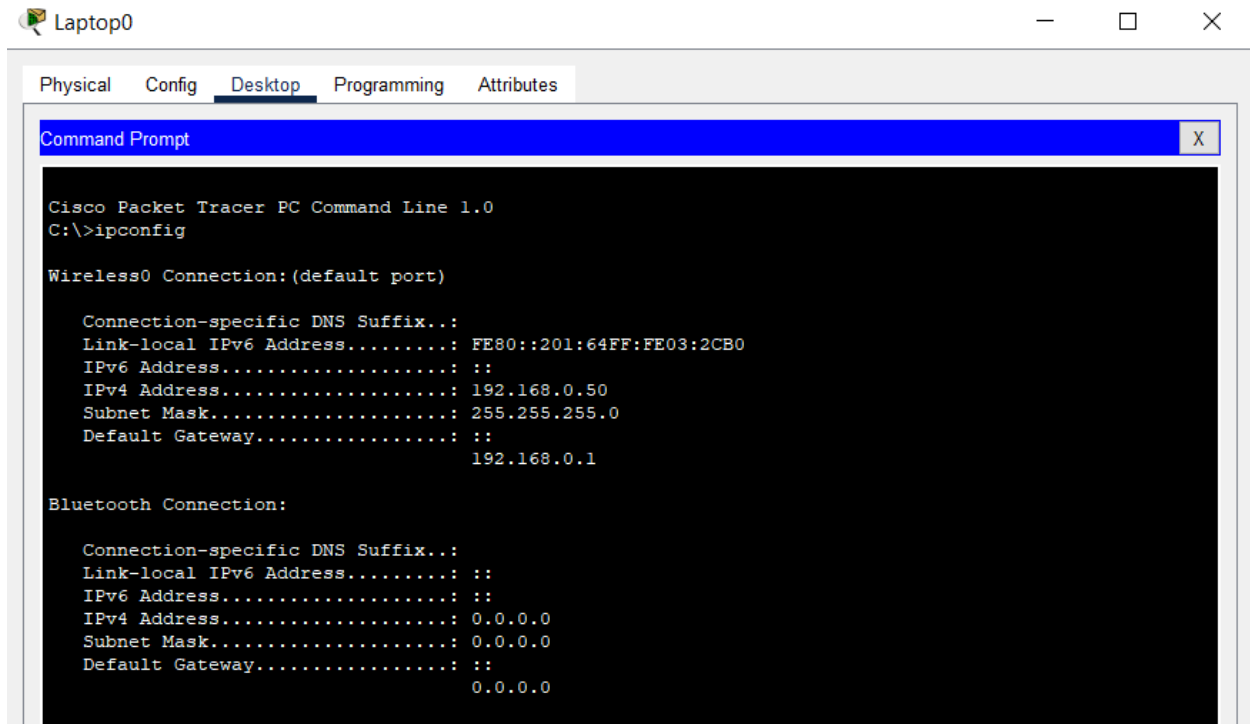 Laptop0
Physical Config Desktop Programming Attributes
Command Prompt X
Cisco Packet Tracer PC Command Line 1.0
C:\>ipconfig
Wireless0 Connection:(default port)
Connection-specific DNS Suffix..:
Link-local IPv6 Address.........: FE80::201:64FF:FE03:2CB0
IPv6 Address....................: ::
IPv4 Address....................: 192.168.0.50
Subnet Mask.....................: 255.255.255.0
Default Gateway.................: ::
192.168.0.1
Bluetooth Connection:
Connection-specific DNS Suffix..:
Link-local IPv6 Address.........: ::
IPv6 Address....................: ::
IPv4 Address....................: 0.0.0.0
Subnet Mask.....................: 0.0.0.0
Default Gateway.................: ::
0.0.0.0